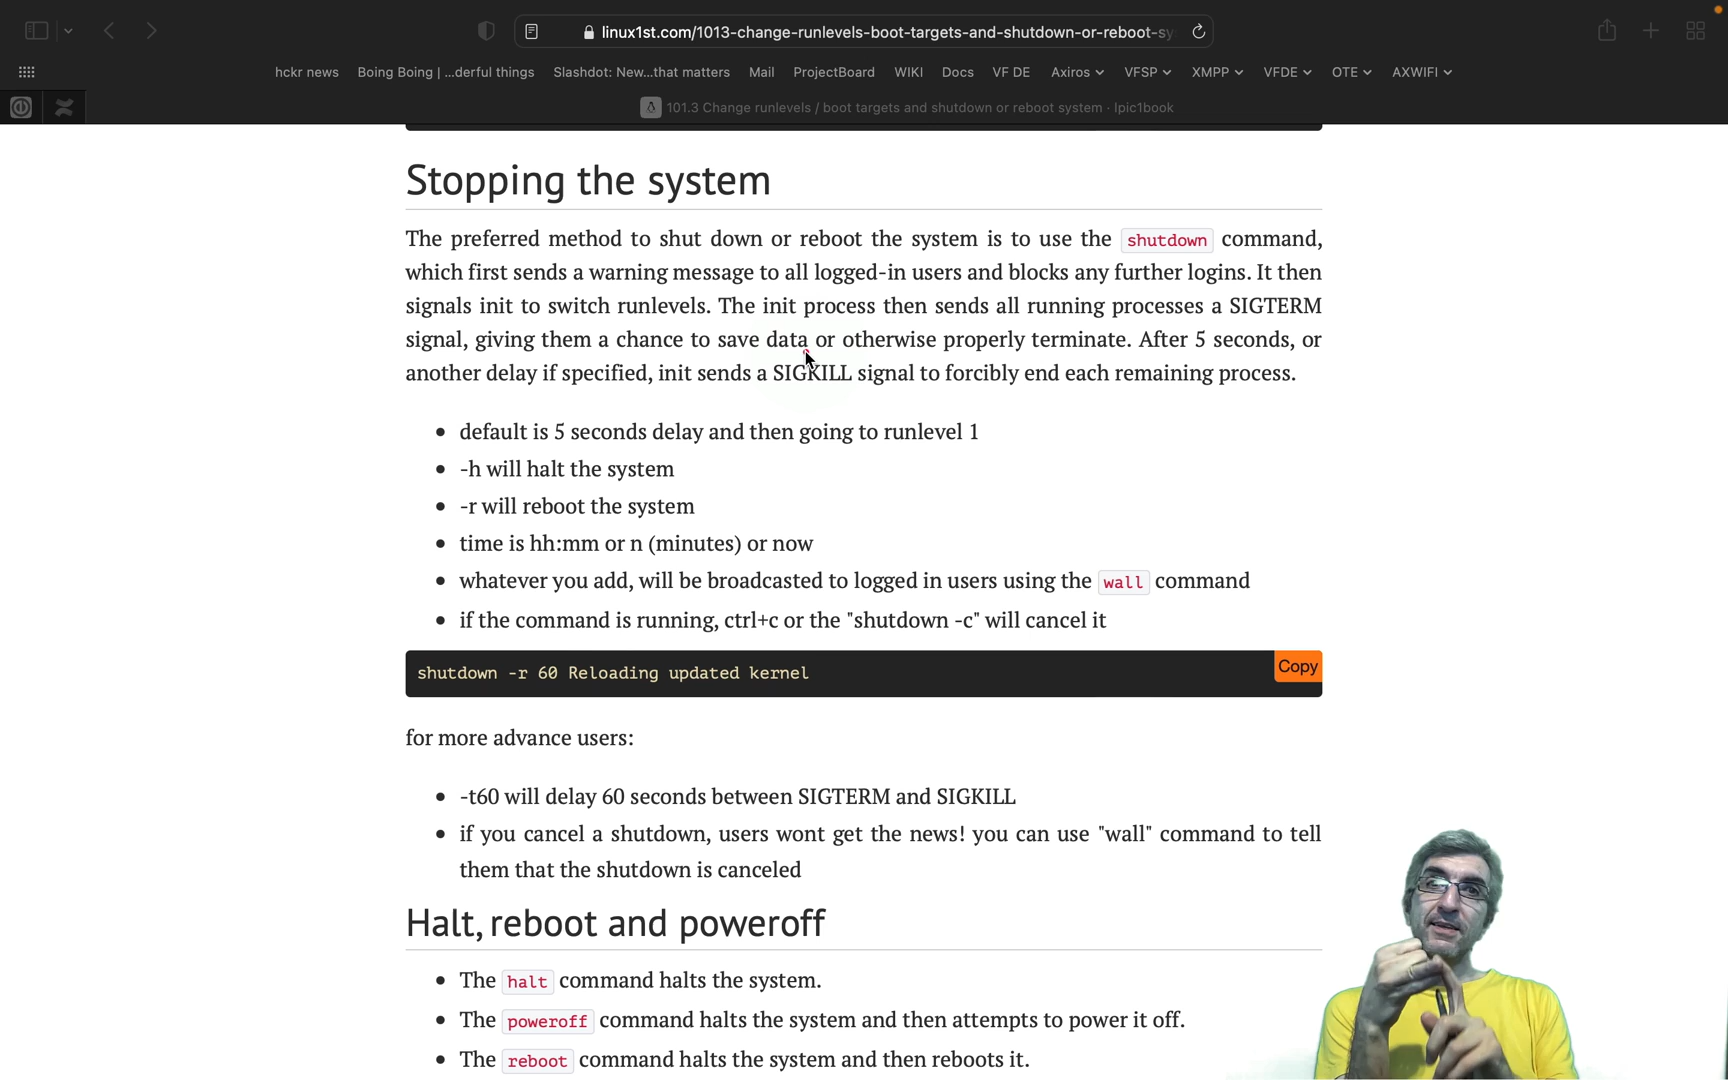 linux1st.com/1013-change-runlevels-boot-targets-and-shutdown-or-reboot-sy
hckr news Boing Boing | ...derful things Slashdot: New...that matters Mail ProjectBoard WIKI Docs VF DE Axiros VFSP XMPP VFDE OTE AXWIFI
101.3 Change runlevels / boot targets and shutdown or reboot system · lpic1book
Stopping the system
The preferred method to shut down or reboot the system is to use the shutdown command,
which first sends a warning message to all logged-in users and blocks any further logins. It then
signals init to switch runlevels. The init process then sends all running processes a SIGTERM
signal, giving them a chance to save data or otherwise properly terminate. After 5 seconds, or
another delay if specified, init sends a SIGKILL signal to forcibly end each remaining process.
• default is 5 seconds delay and then going to runlevel 1
• -h will halt the system
• -r will reboot the system
• time is hh:mm or n (minutes) or now
• whatever you add, will be broadcasted to logged in users using the wall command
• if the command is running, ctrl+c or the "shutdown -c" will cancel it
shutdown -r 60 Reloading updated kernel Copy
for more advance users:
• -t60 will delay 60 seconds between SIGTERM and SIGKILL
• if you cancel a shutdown, users wont get the news! you can use "wall" command to tell
them that the shutdown is canceled
Halt, reboot and poweroff
• The halt command halts the system.
• The poweroff command halts the system and then attempts to power it off.
• The reboot command halts the system and then reboots it.